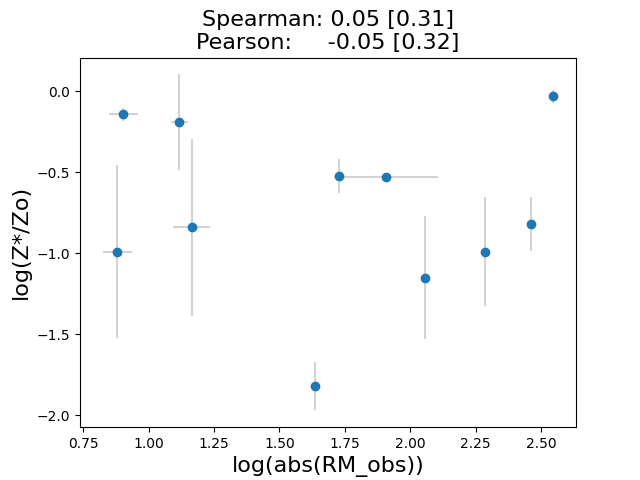 Spearman: 0.05 [0.31]
Pearson: -0.05 [0.32]
0.0
−0.5
−1.0
−1.5
−2.0
log(Z*/Zo)
0.75 1.00 1.25 1.50 1.75 2.00 2.25 2.50
log(abs(RM_obs))